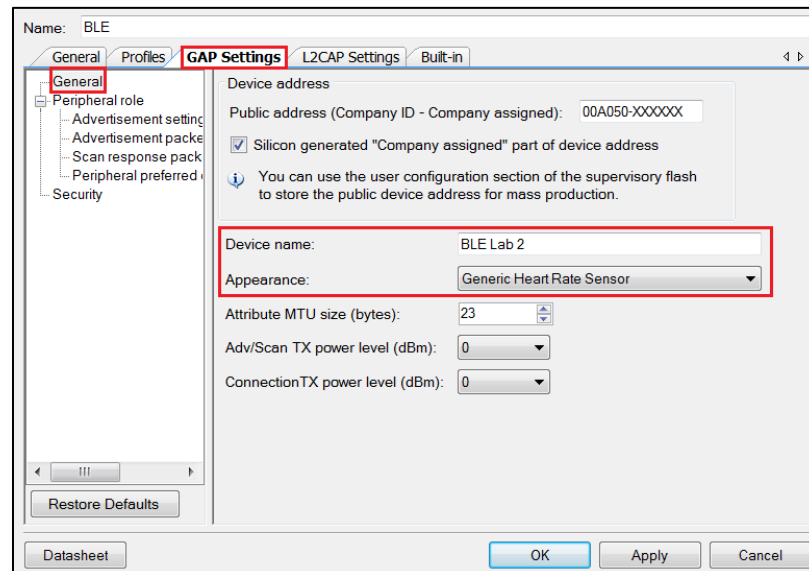 Name: BLE
General Profiles GAP Settings L2CAP Settings Built-in
General
Peripheral role
Advertisement setting
Advertisement packe
Scan response pack
Peripheral preferred
Security
Restore Defaults
Device address
Public address (Company ID - Company assigned): 00A050-XXXXXX
Silicon generated "Company assigned" part of device address
You can use the user configuration section of the supervisory flash
to store the public device address for mass production.
Device name: BLE Lab 2
Appearance: Generic Heart Rate Sensor
Attribute MTU size (bytes): 23
Adv/Scan TX power level (dBm): 0
ConnectionTX power level (dBm): 0
Datasheet OK Apply Cancel